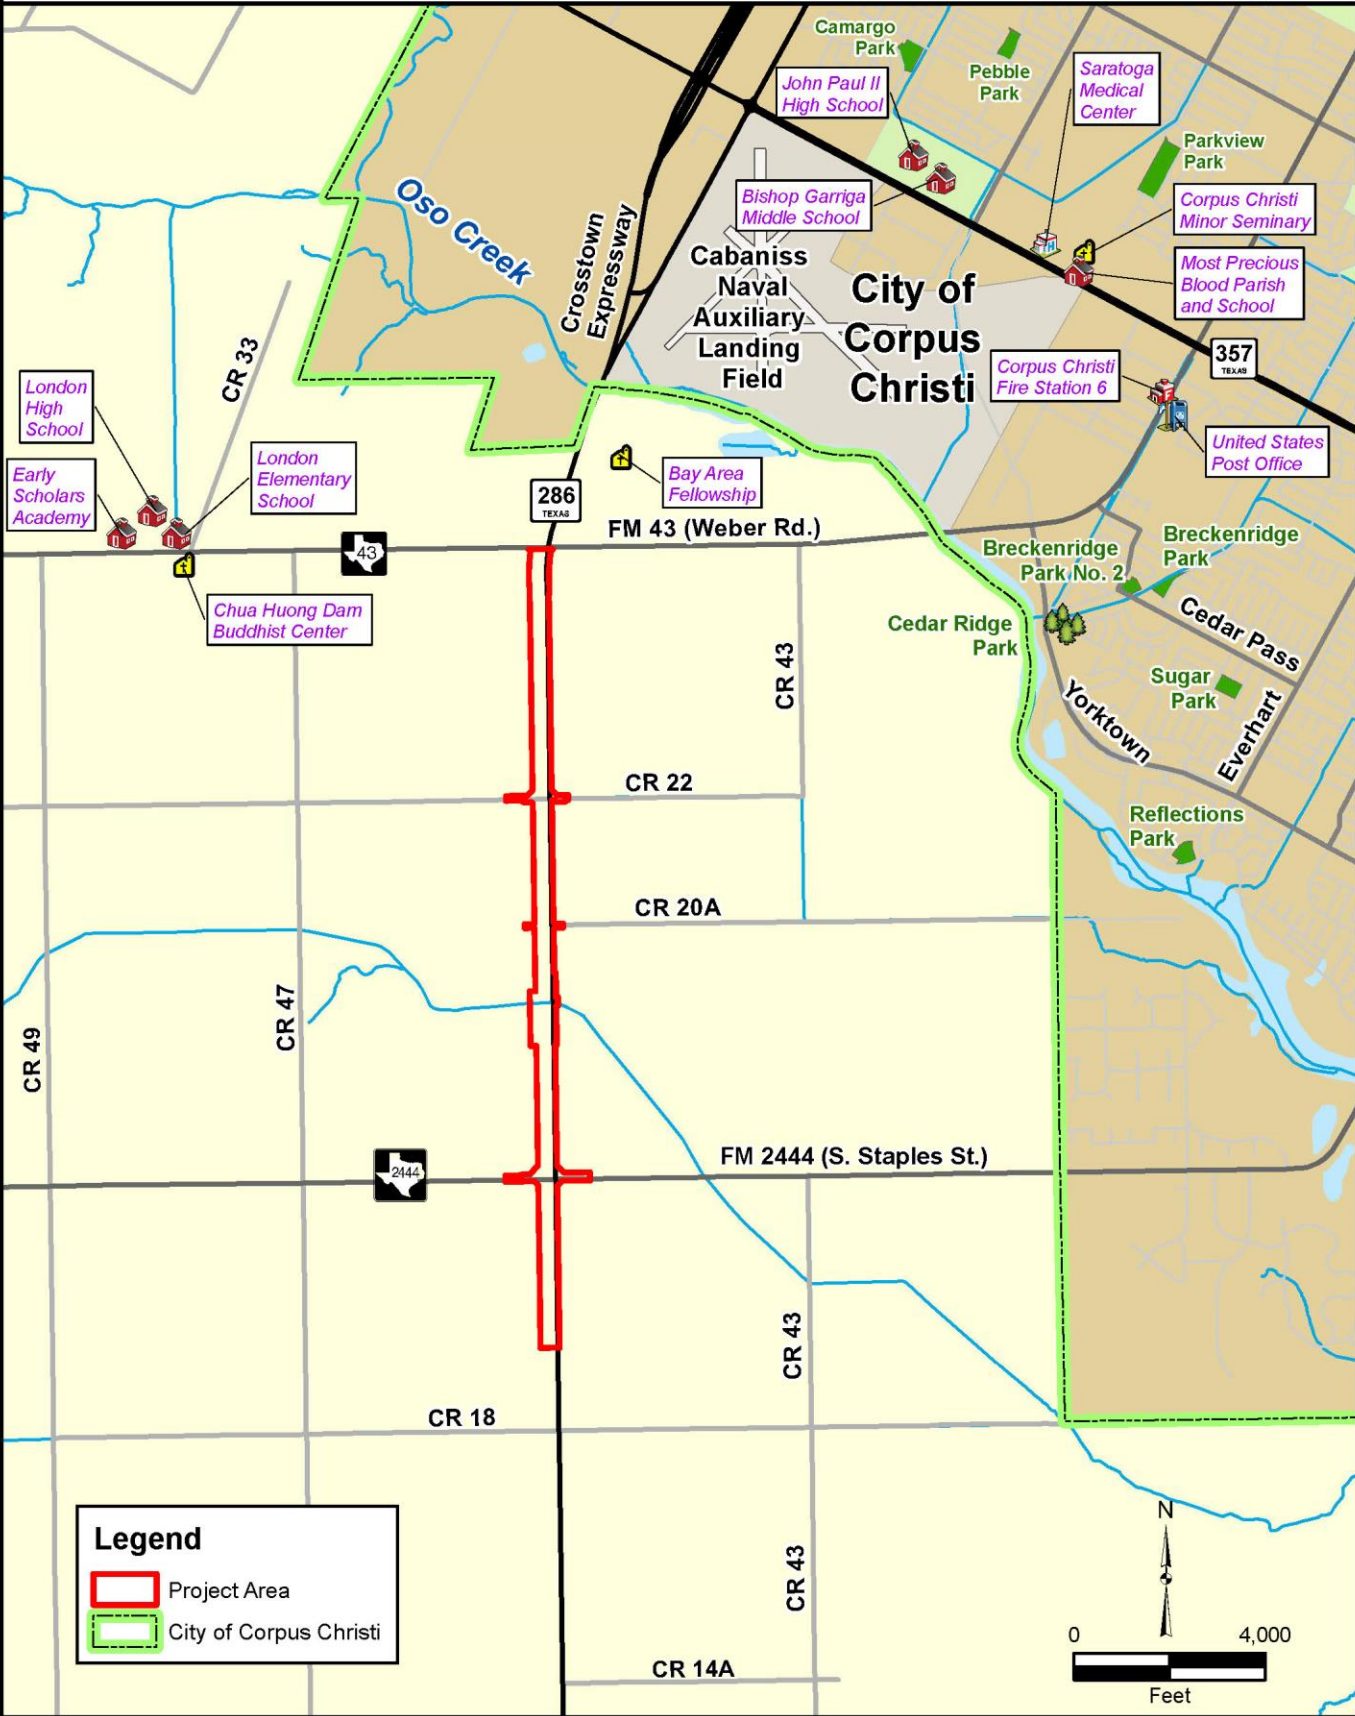 Camargo
Park
Pebble
Park
Saratoga
Medical
Center
John Paul II
High School
Parkview
Park
Oso Creek
Bishop Garriga
Middle School
Corpus Christi
Minor Seminary
Crosstown
Expressway
Cabaniss
Naval
Auxiliary
Landing
Field
City of
Corpus
Christi
Most Precious
Blood Parish
and School
357
TEXAS
CR 33
London
High
School
Corpus Christi
Fire Station 6
United States
Post Office
Early
Scholars
Academy
London
Elementary
School
Bay Area
Fellowship
286
TEXAS
FM 43 (Weber Rd.)
43
Breckenridge
Park No. 2
Breckenridge
Park
Chua Huong Dam
Buddhist Center
Cedar Ridge
Park
Cedar Pass
CR 43
Sugar
Park
Yorktown
Everhart
CR 22
Reflections
Park
CR 20A
CR 47
CR 49
FM 2444 (S. Staples St.)
2444
CR 43
CR 18
Legend
Project Area
City of Corpus Christi
CR 43
N
0 4,000
Feet
CR 14A